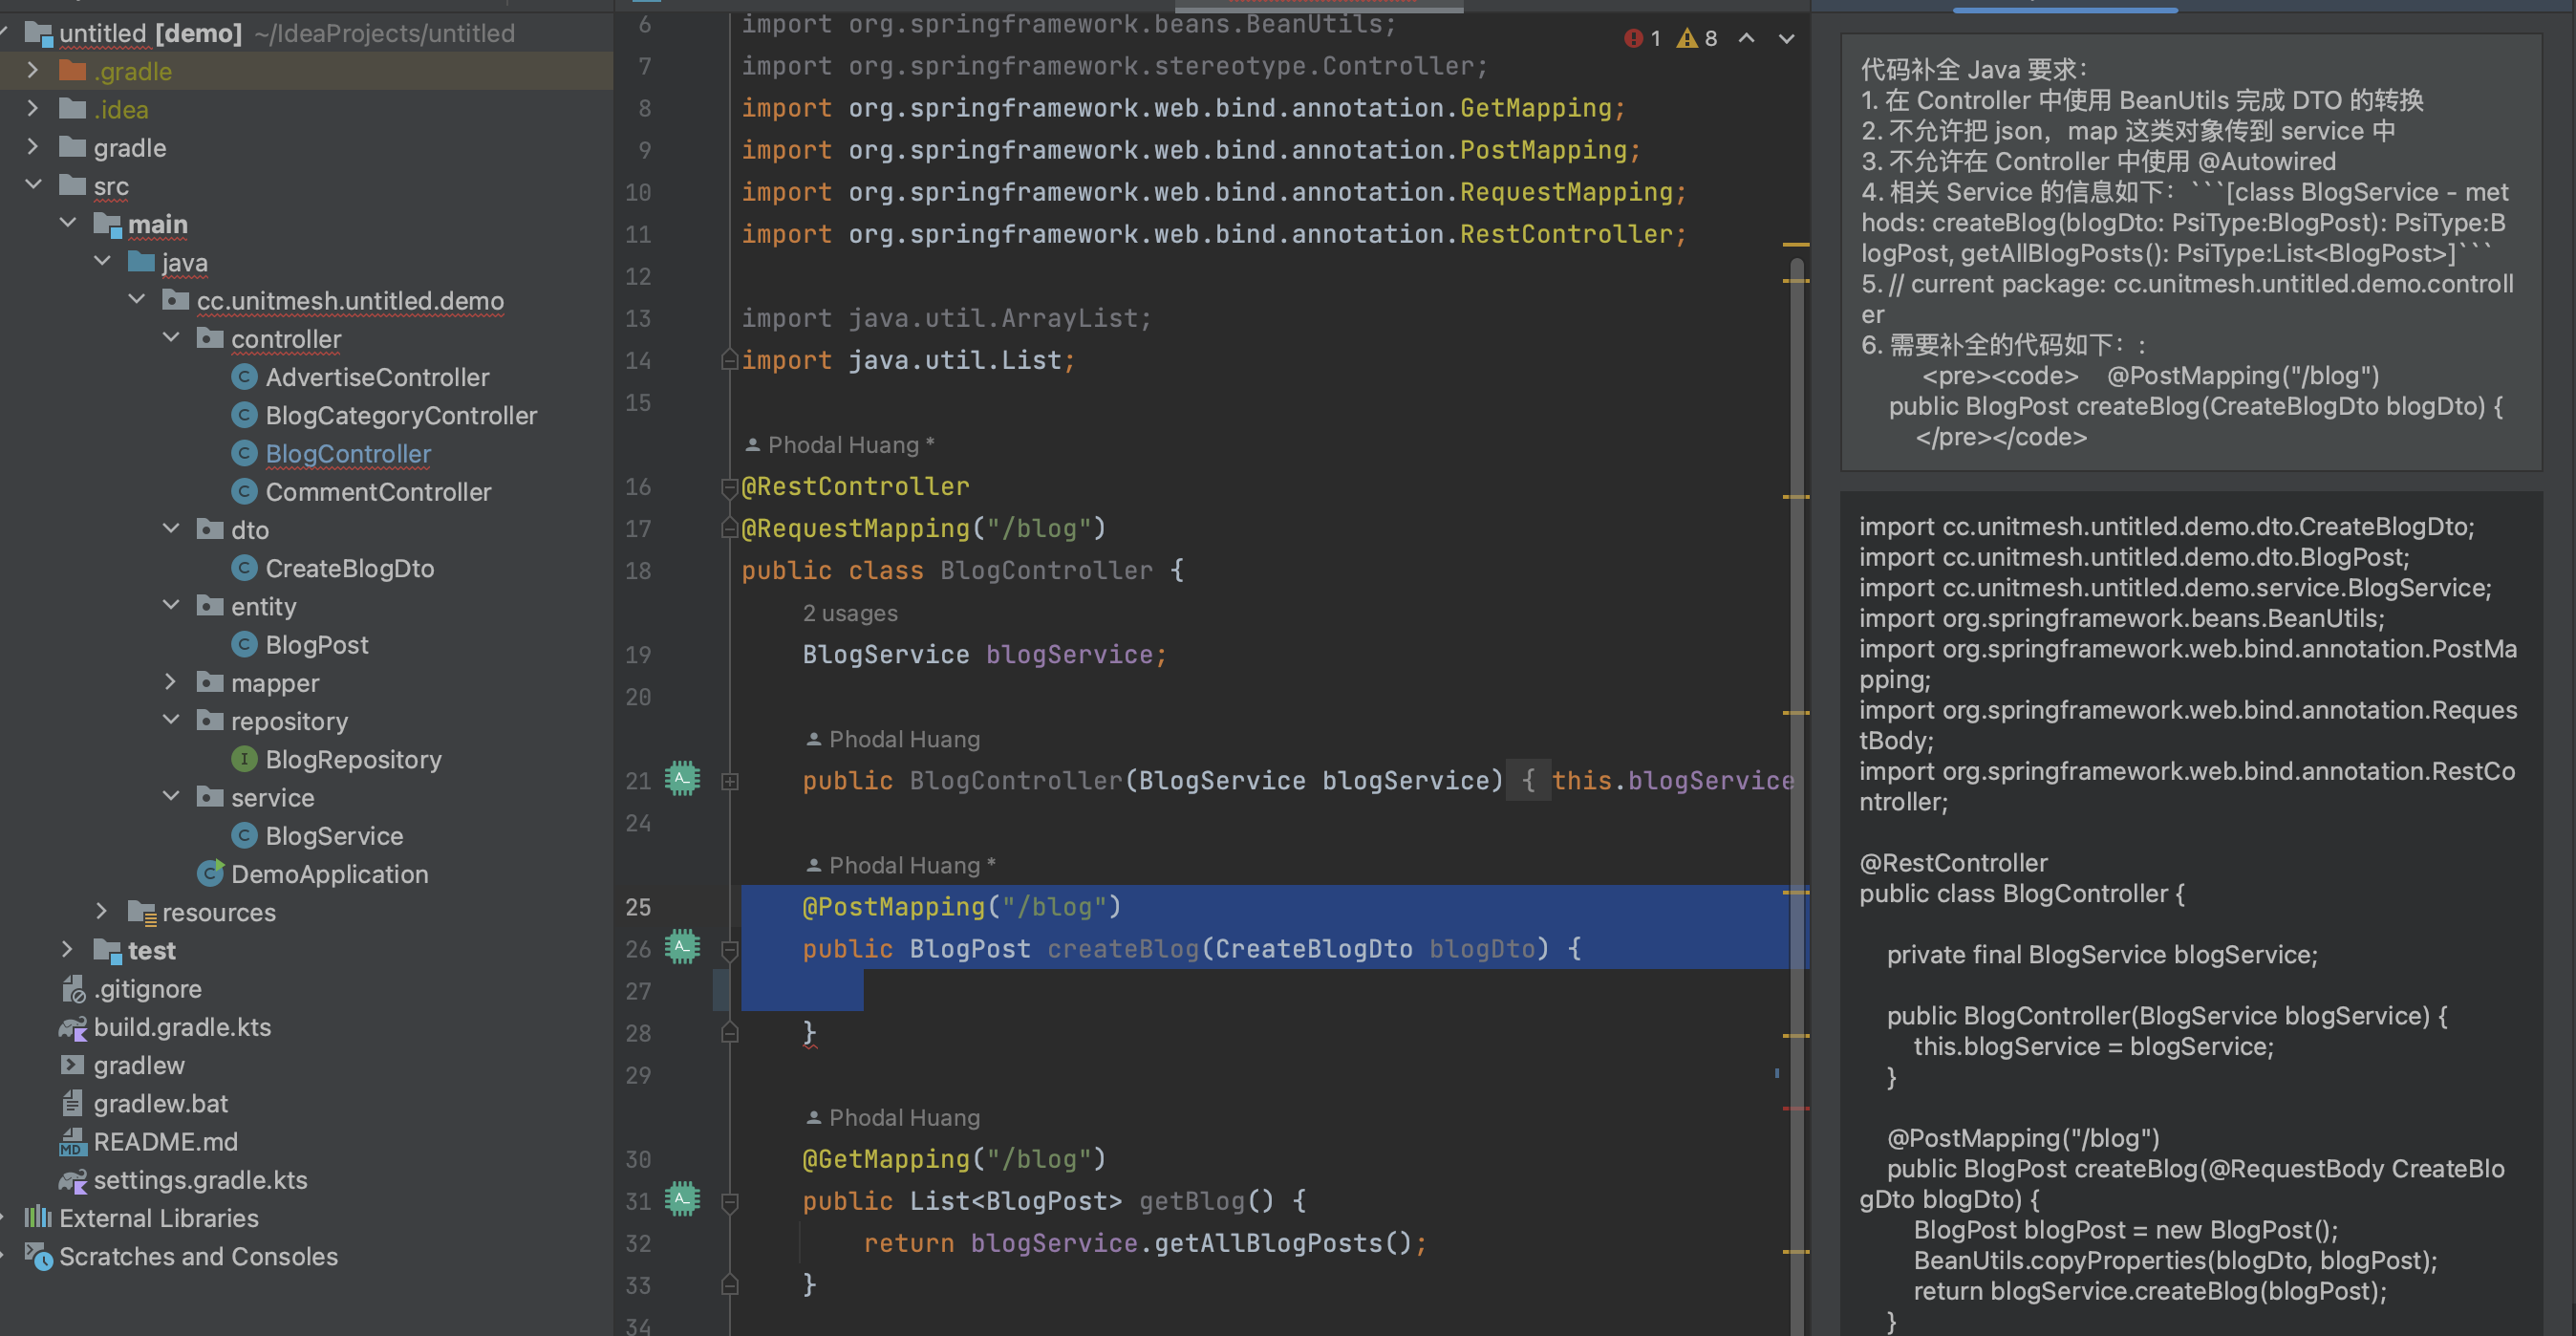 untitled [demo] ~/IdeaProjects/untitled
.gradle
.idea
gradle
src
main
java
cc.unitmesh.untitled.demo
controller
AdvertiseController
BlogCategoryController
BlogController
CommentController
dto
CreateBlogDto
entity
BlogPost
mapper
repository
BlogRepository
service
BlogService
DemoApplication
resources
test
.gitignore
build.gradle.kts
gradlew
gradlew.bat
README.md
settings.gradle.kts
External Libraries
Scratches and Consoles
1 8
6 import org.springframework.beans.BeanUtils;
7 import org.springframework.stereotype.Controller;
8 import org.springframework.web.bind.annotation.GetMapping;
9 import org.springframework.web.bind.annotation.PostMapping;
10 import org.springframework.web.bind.annotation.RequestMapping;
11 import org.springframework.web.bind.annotation.RestController;
12
13 import java.util.ArrayList;
14 import java.util.List;
15
Phodal Huang *
16 @RestController
17 @RequestMapping("/blog")
18 public class BlogController {
2 usages
19 BlogService blogService;
20
Phodal Huang
21 public BlogController(BlogService blogService) { this.blogService
24
Phodal Huang *
25 @PostMapping("/blog")
26 public BlogPost createBlog(CreateBlogDto blogDto) {
27
28 }
29
Phodal Huang
30 @GetMapping("/blog")
31 public List<BlogPost> getBlog() {
32 return blogService.getAllBlogPosts();
33 }
34
代码补全 Java 要求：
1. 在 Controller 中使用 BeanUtils 完成 DTO 的转换
2. 不允许把 json，map 这类对象传到 service 中
3. 不允许在 Controller 中使用 @Autowired
4. 相关 Service 的信息如下：```[class BlogService - met
hods: createBlog(blogDto: PsiType:BlogPost): PsiType:B
logPost, getAllBlogPosts(): PsiType:List<BlogPost>]```
5. // current package: cc.unitmesh.untitled.demo.controll
er
6. 需要补全的代码如下：:
<pre><code> @PostMapping("/blog")
public BlogPost createBlog(CreateBlogDto blogDto) {
</pre></code>
import cc.unitmesh.untitled.demo.dto.CreateBlogDto;
import cc.unitmesh.untitled.demo.dto.BlogPost;
import cc.unitmesh.untitled.demo.service.BlogService;
import org.springframework.beans.BeanUtils;
import org.springframework.web.bind.annotation.PostMa
pping;
import org.springframework.web.bind.annotation.Reques
tBody;
import org.springframework.web.bind.annotation.RestCo
ntroller;
@RestController
public class BlogController {
private final BlogService blogService;
public BlogController(BlogService blogService) {
this.blogService = blogService;
}
@PostMapping("/blog")
public BlogPost createBlog(@RequestBody CreateBlo
gDto blogDto) {
BlogPost blogPost = new BlogPost();
BeanUtils.copyProperties(blogDto, blogPost);
return blogService.createBlog(blogPost);
}